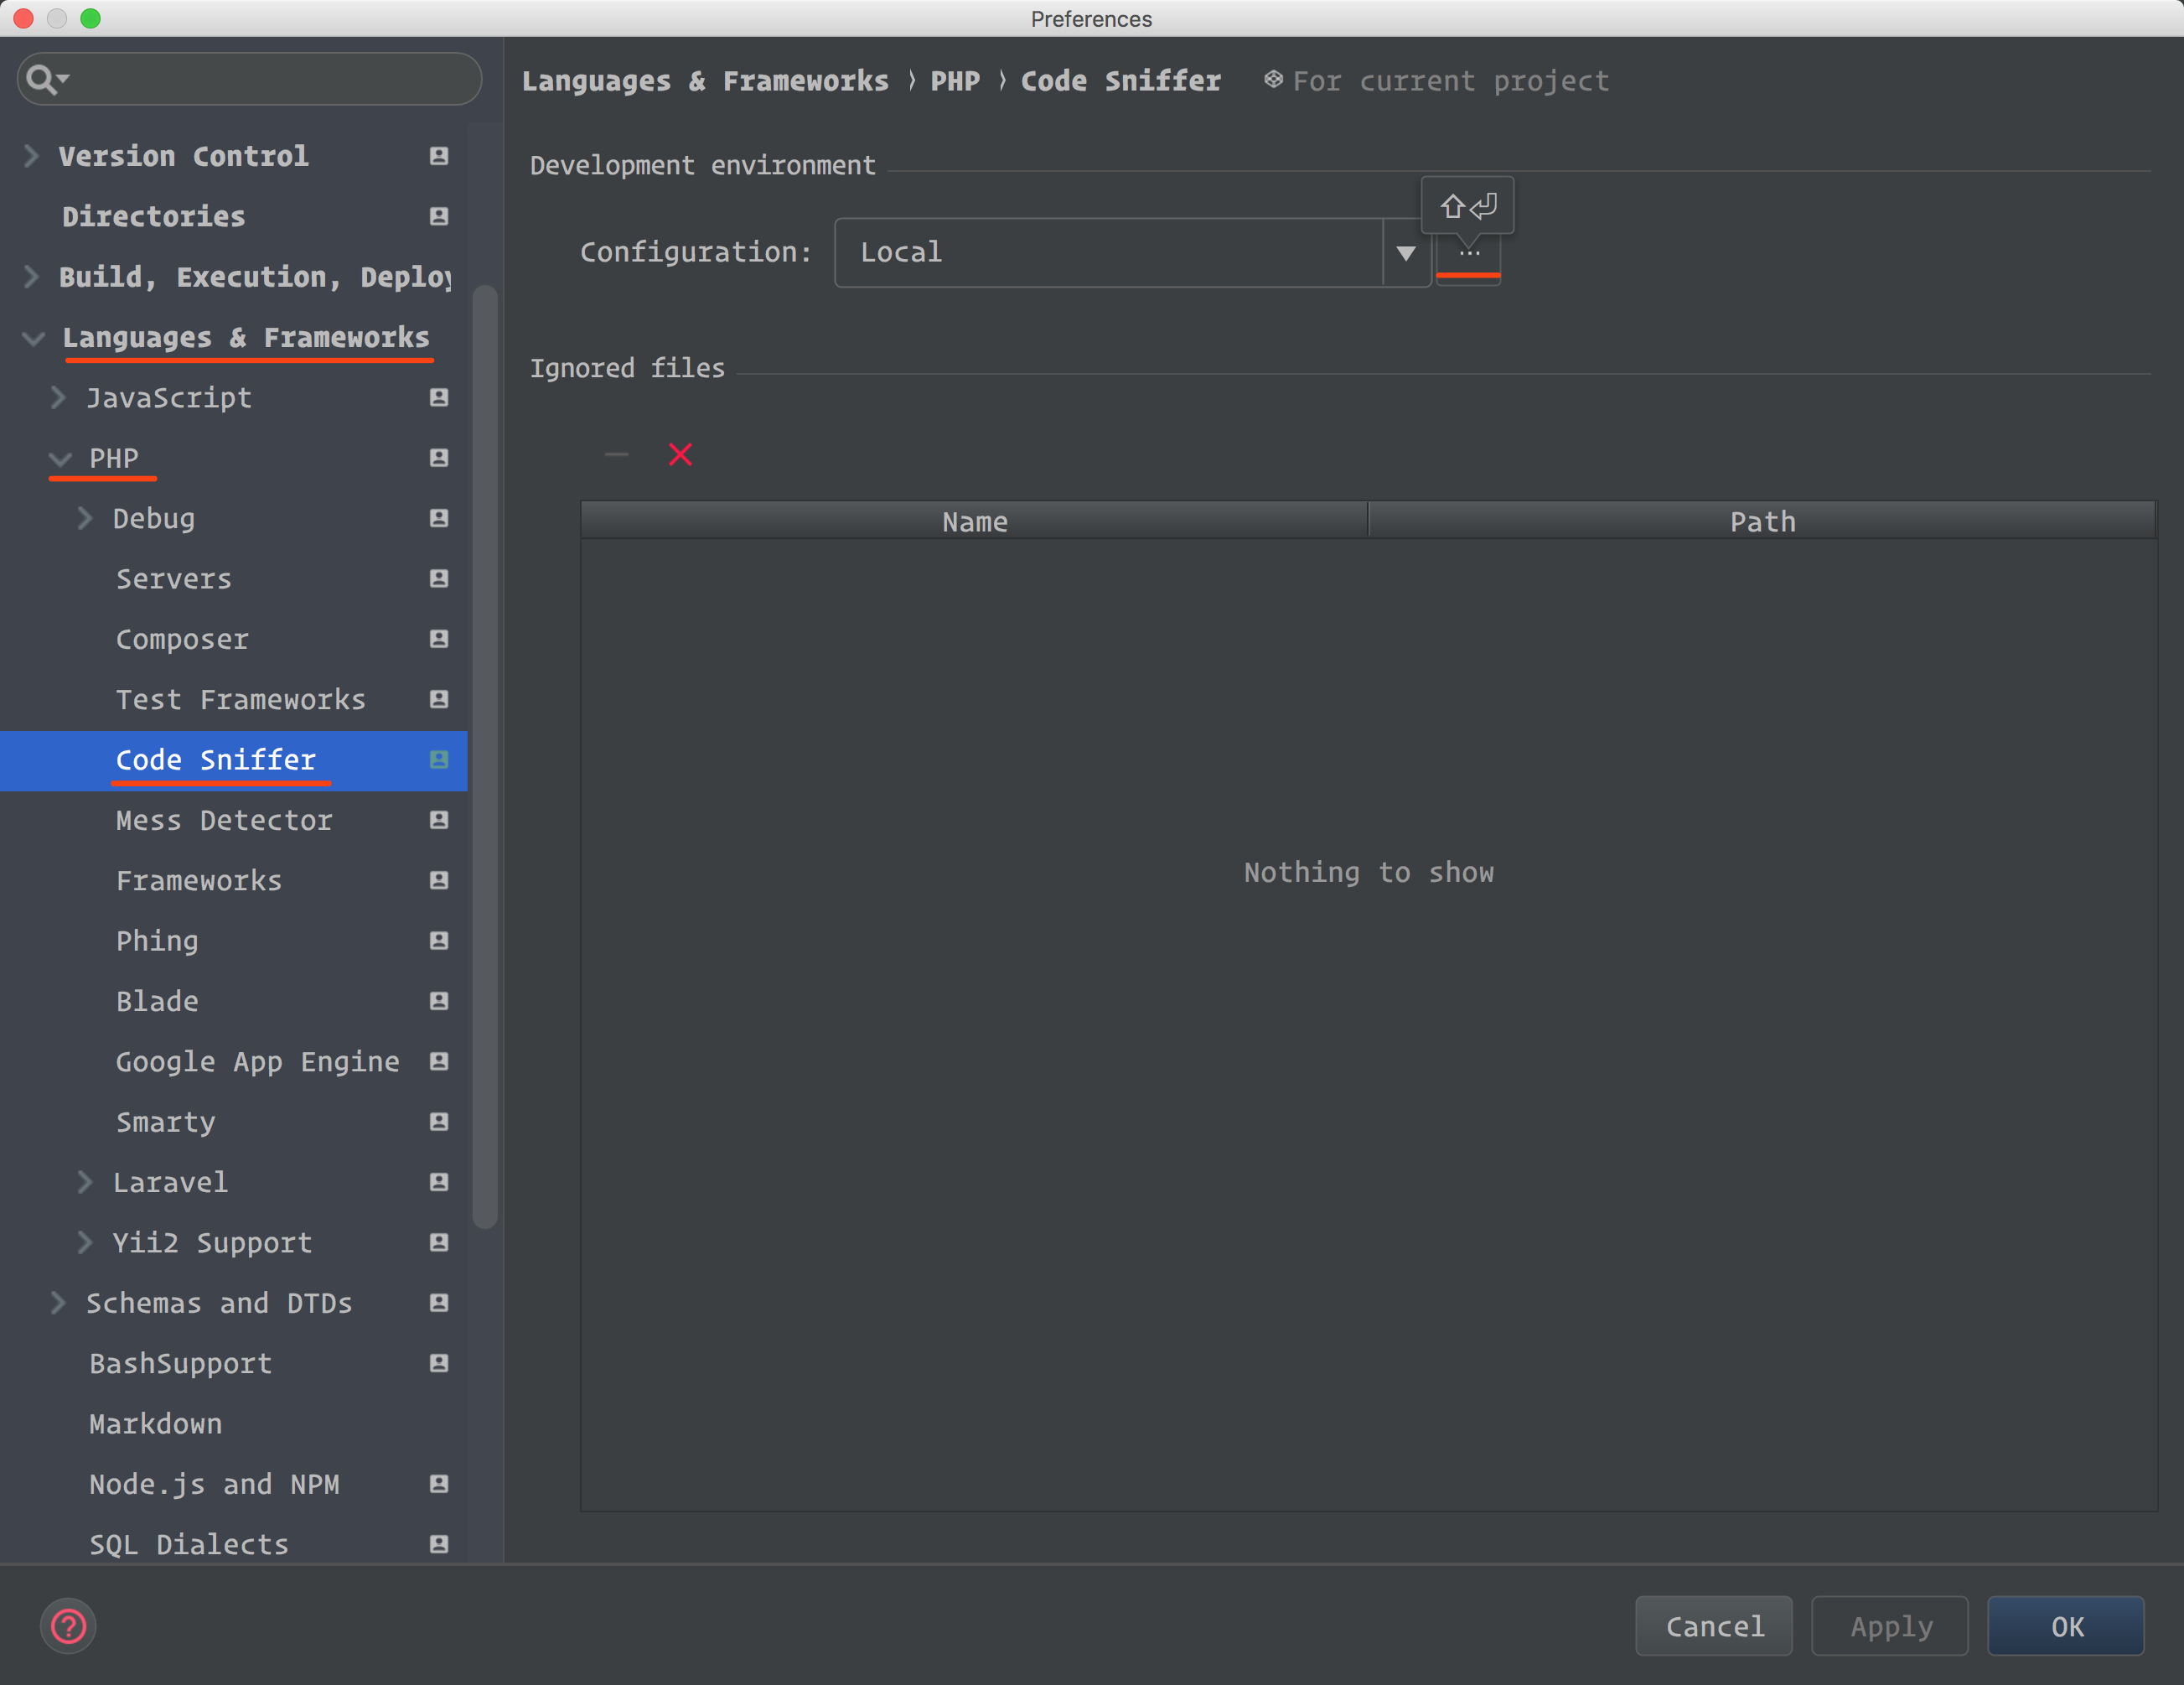 Preferences
Version Control
Directories
Build, Execution, Deploy
Languages & Frameworks
JavaScript
PHP
Debug
Servers
Composer
Test Frameworks
Code Sniffer
Mess Detector
Frameworks
Phing
Blade
Google App Engine
Smarty
Laravel
Yii2 Support
Schemas and DTDs
BashSupport
Markdown
Node.js and NPM
SQL Dialects
Languages & Frameworks › PHP › Code Sniffer For current project
Development environment
⇧⏎
Configuration: Local ...
Ignored files
Name Path
Nothing to show
? Cancel Apply OK